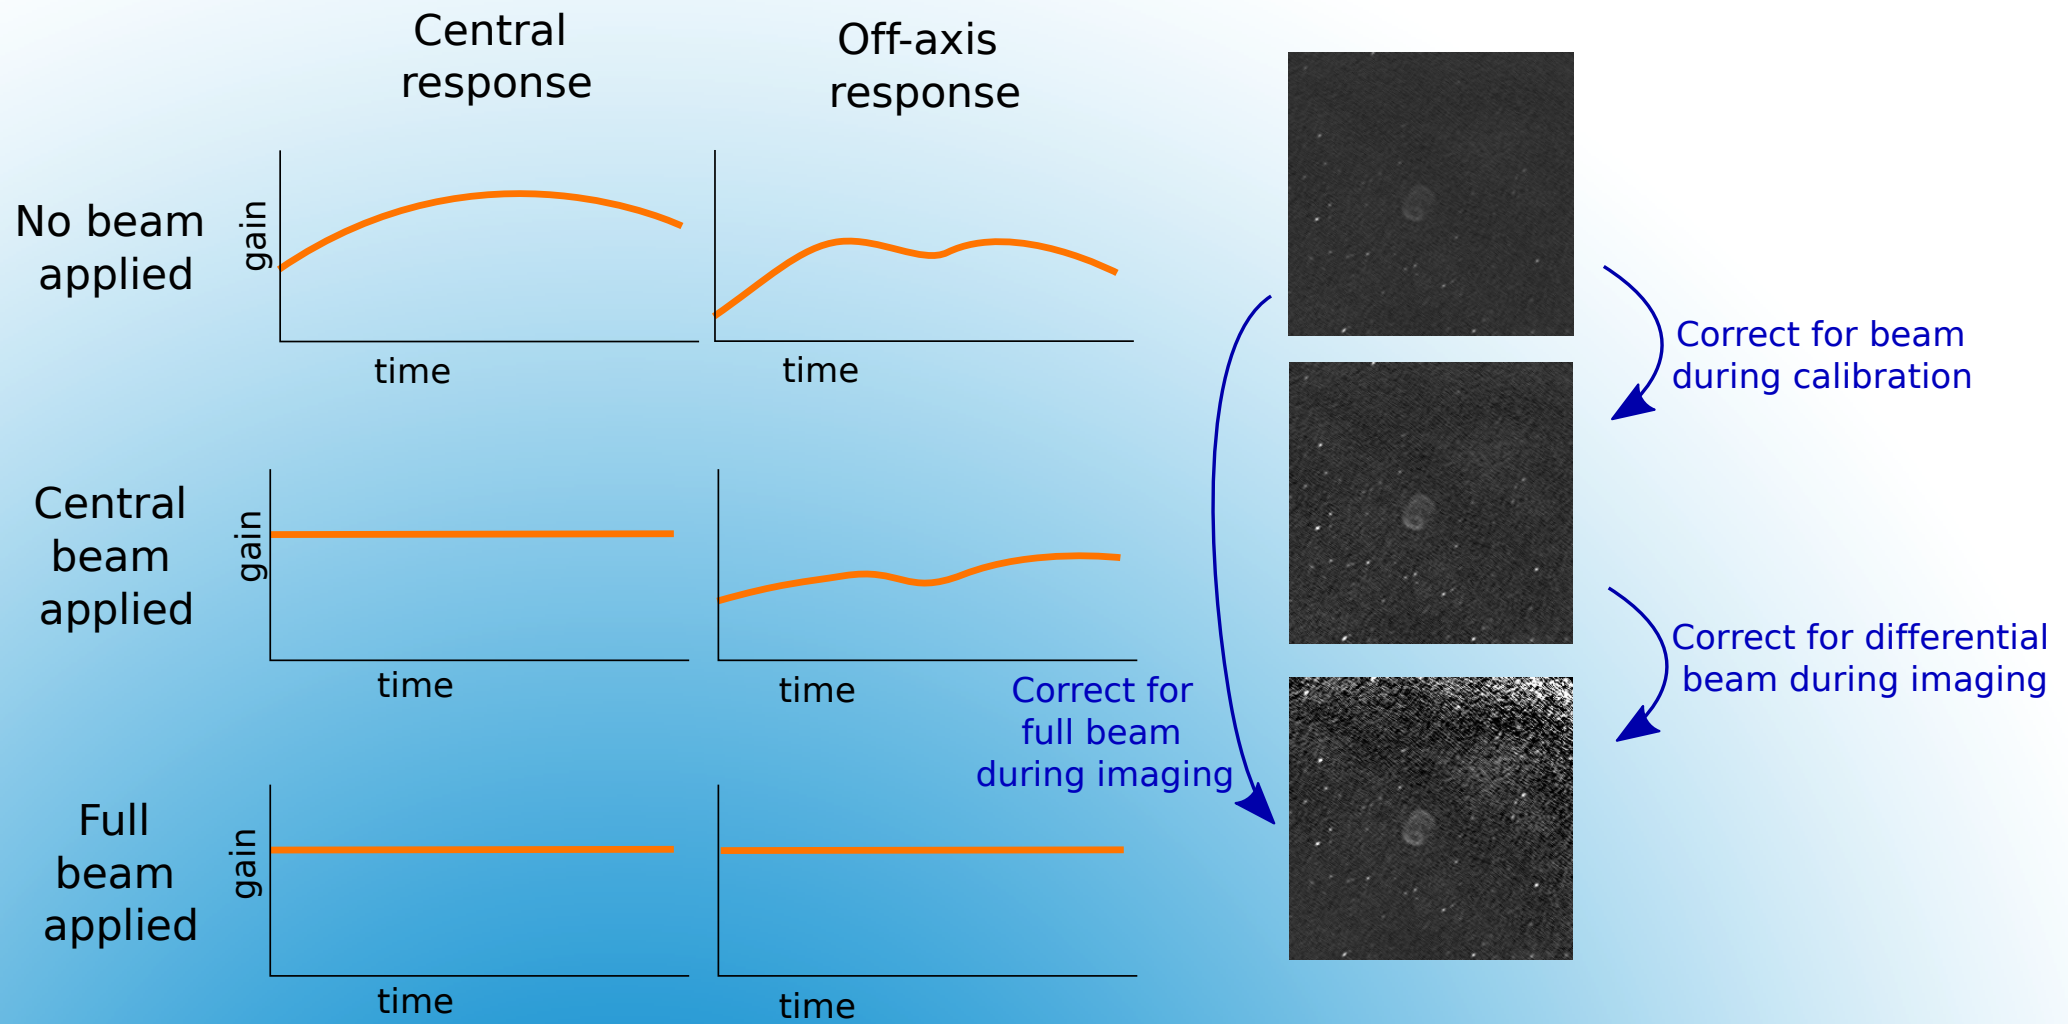 Central
response
Off-axis
response
No beam
applied
gain
time
gain
time
Correct for beam
during calibration
Central
beam
applied
gain
time
time
Correct for differential
beam during imaging
Correct for
full beam
during imaging
Full
beam
applied
gain
time
time